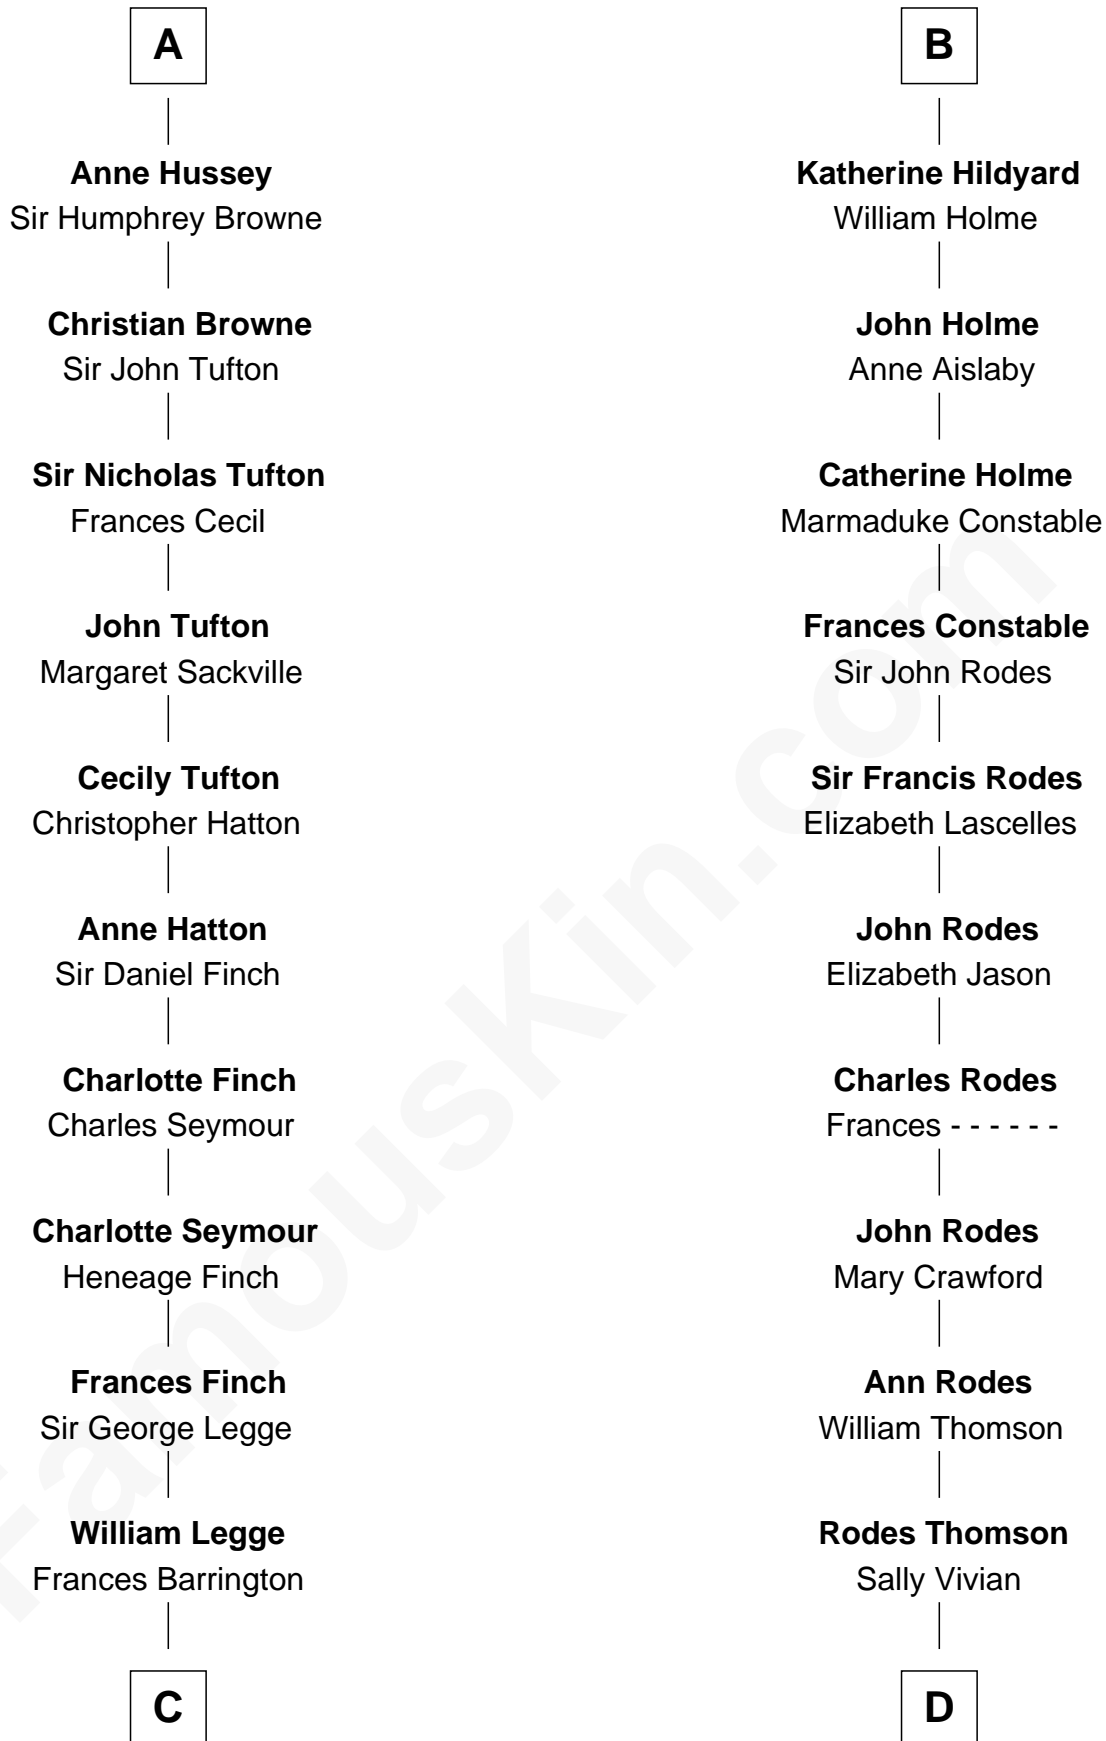 A
Anne Hussey
Sir Humphrey Browne
Christian Browne
Sir John Tufton
Sir Nicholas Tufton
Frances Cecil
John Tufton
Margaret Sackville
Cecily Tufton
Christopher Hatton
Anne Hatton
Sir Daniel Finch
Charlotte Finch
Charles Seymour
Charlotte Seymour
Heneage Finch
Frances Finch
Sir George Legge
William Legge
Frances Barrington
C
B
Katherine Hildyard
William Holme
John Holme
Anne Aislaby
Catherine Holme
Marmaduke Constable
Frances Constable
Sir John Rodes
Sir Francis Rodes
Elizabeth Lascelles
John Rodes
Elizabeth Jason
Charles Rodes
Frances - - - - - -
John Rodes
Mary Crawford
Ann Rodes
William Thomson
Rodes Thomson
Sally Vivian
D
FamousKin.com